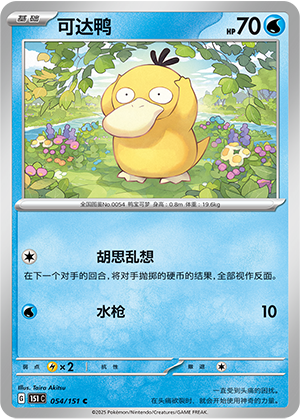 基础 可达鸭 HP 70
全国图鉴No.0054 鸭宝可梦 身高：0.8m 体重：19.6kg
胡思乱想
在下一个对手的回合，将对手抛掷的硬币的结果，全部视作反面。
水枪 10
弱点 ×2 抗性 撤退
Illus. Taira Akitsu
G 151 C 054/151 C
一直受到头痛的困扰。
在头痛欲裂时，就会开始使用神奇的力量。
©2025 Pokémon/Nintendo/Creatures/GAME FREAK.